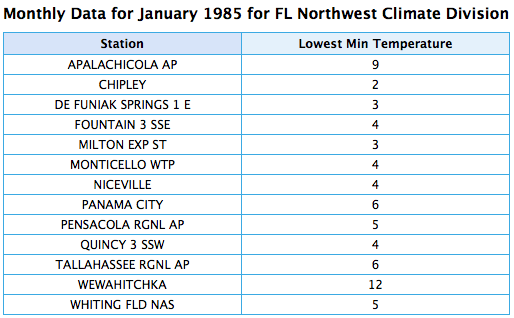 Monthly Data for January 1985 for FL Northwest Climate Division
Station Lowest Min Temperature
APALACHICOLA AP 9
CHIPLEY 2
DE FUNIAK SPRINGS 1 E 3
FOUNTAIN 3 SSE 4
MILTON EXP ST 3
MONTICELLO WTP 4
NICEVILLE 4
PANAMA CITY 6
PENSACOLA RGNL AP 5
QUINCY 3 SSW 4
TALLAHASSEE RGNL AP 6
WEWAHITCHKA 12
WHITING FLD NAS 5